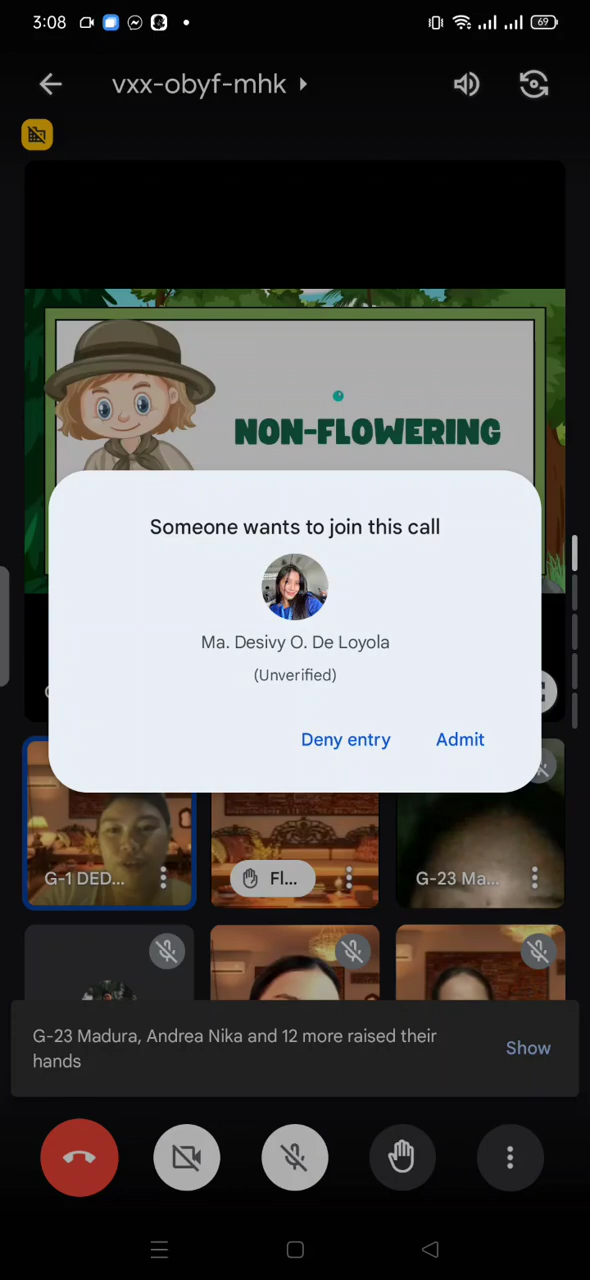 3:08
69
vxx-obyf-mhk
NON-FLOWERING
Someone wants to join this call
Ma. Desivy O. De Loyola
(Unverified)
Deny entry
Admit
G-1 DED...
Fl...
G-23 Ma...
G-23 Madura, Andrea Nika and 12 more raised their
hands
Show